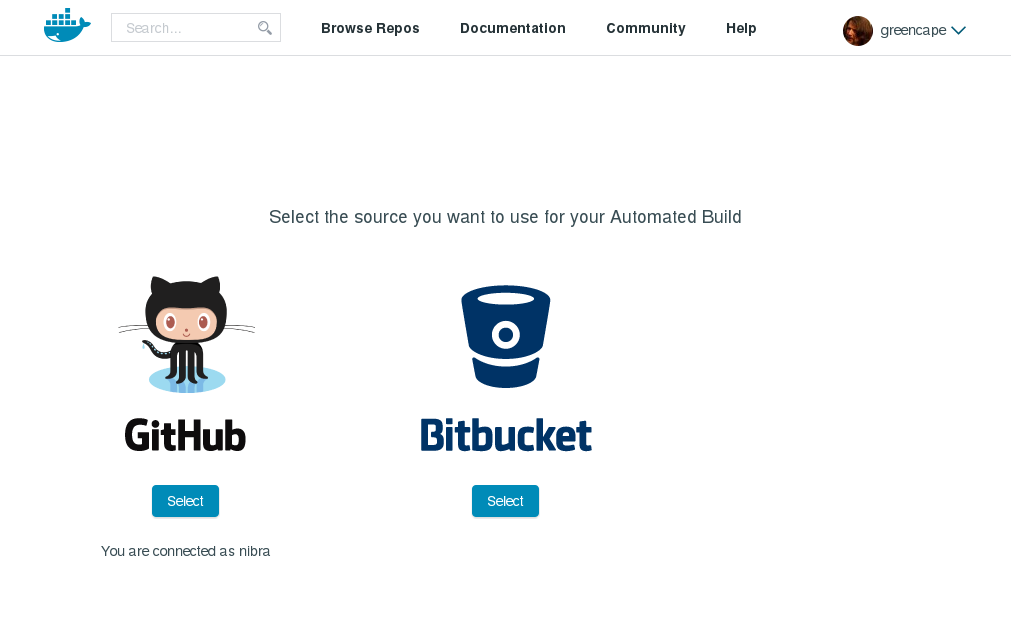 Search...
Browse Repos
Documentation
Community
Help
greencape
Select the source you want to use for your Automated Build
GitHub
Bitbucket
Select
Select
You are connected as nibra